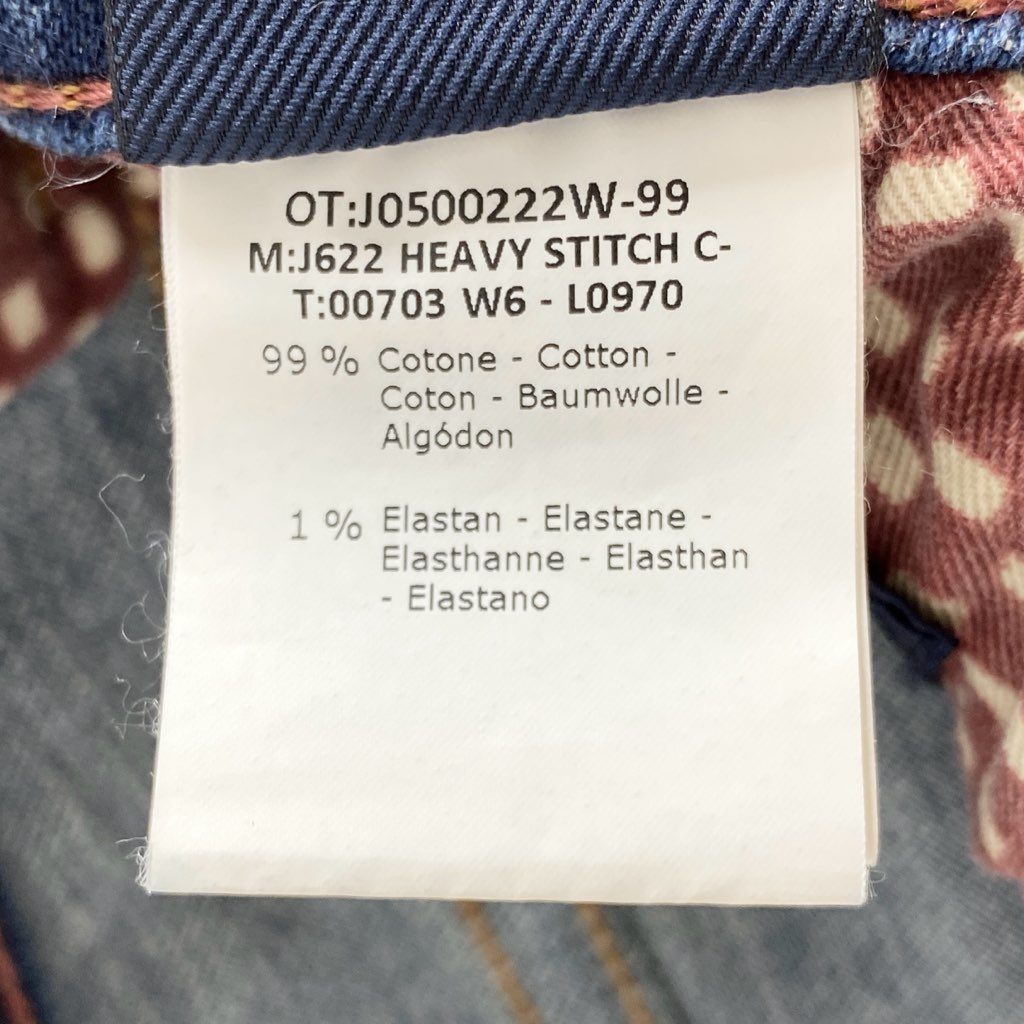 OT:J0500222W-99
M:J622 HEAVY STITCH C-
T:00703 W6 - L0970
99 % Cotone - Cotton -
Coton - Baumwolle -
Algódon
1 % Elastan - Elastane -
Elasthanne - Elasthan
- Elastano